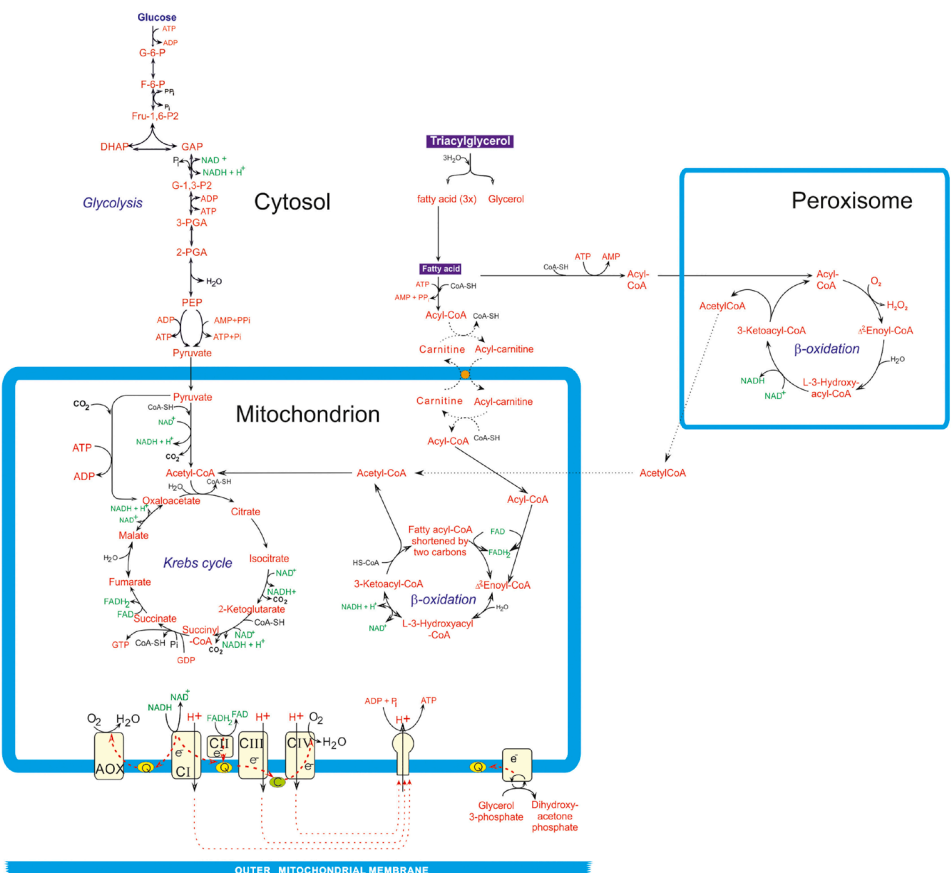 Glucose
ATP
ADP
G-6-P
F-6-P
PPi
Pi
Fru-1,6-P2
DHAP
GAP
Pi
NAD +
NADH + H+
G-1,3-P2
Glycolysis
Cytosol
ADP
ATP
3-PGA
2-PGA
H2O
PEP
ADP
AMP+PPi
ATP
ATP+Pi
Pyruvate
Triacylglycerol
3H2O
fatty acid (3x)
Glycerol
Fatty acid
ATP
CoA-SH
AMP + PPi
Acyl-CoA
CoA-SH
Carnitine
Acyl-carnitine
CoA-SH
ATP
AMP
Acyl-
CoA
Peroxisome
Acyl-
CoA
O2
H2O2
AcetylCoA
3-Ketoacyl-CoA
Δ2Enoyl-CoA
β-oxidation
H2O
NADH
NAD+
L-3-Hydroxy-
acyl-CoA
AcetylCoA
Mitochondrion
Pyruvate
CO2
CoA-SH
NAD+
ATP
NADH + H+
CO2
ADP
Acetyl-CoA
H2O
CoA-SH
Oxaloacetate
Citrate
NADH + H+
NAD+
Malate
Krebs cycle
Isocitrate
H2O
NAD+
NADH+
CO2
Fumarate
FADH2
FAD
2-Ketoglutarate
CoA-SH
Succinate
Succinyl
-CoA
NAD+
NADH + H+
CO2
GTP
CoA-SH
Pi
GDP
Carnitine
Acyl-carnitine
Acyl-CoA
CoA-SH
Acetyl-CoA
Acyl-CoA
Fatty acyl-CoA
shortened by
two carbons
FAD
FADH2
HS-CoA
3-Ketoacyl-CoA
Δ2Enoyl-CoA
β-oxidation
NADH + H+
H2O
NAD+
L-3-Hydroxyacyl
-CoA
O2
H2O
AOX
Q
NADH
NAD+
H+
e-
CI
FADH2
FAD
CII
e-
Q
H+
CIII
e-
C
H+
O2
CIV
H2O
e-
ADP + Pi
ATP
H+
Q
e-
Glycerol
3-phosphate
Dihydroxy-
acetone
phosphate
OUTER MITOCHONDRIAL MEMBRANE